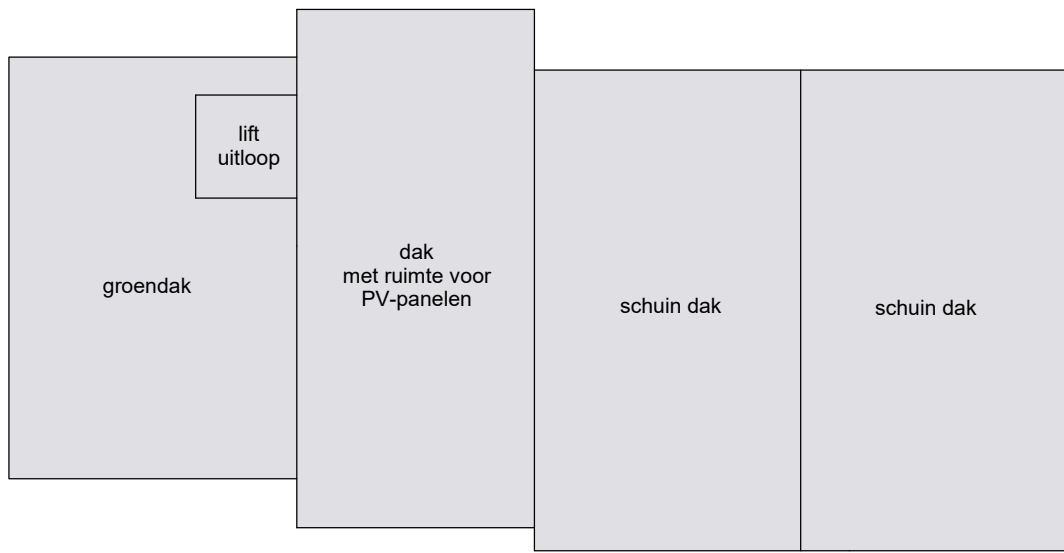 lift
uitloop
groendak
dak
met ruimte voor
PV-panelen
schuin dak
schuin dak